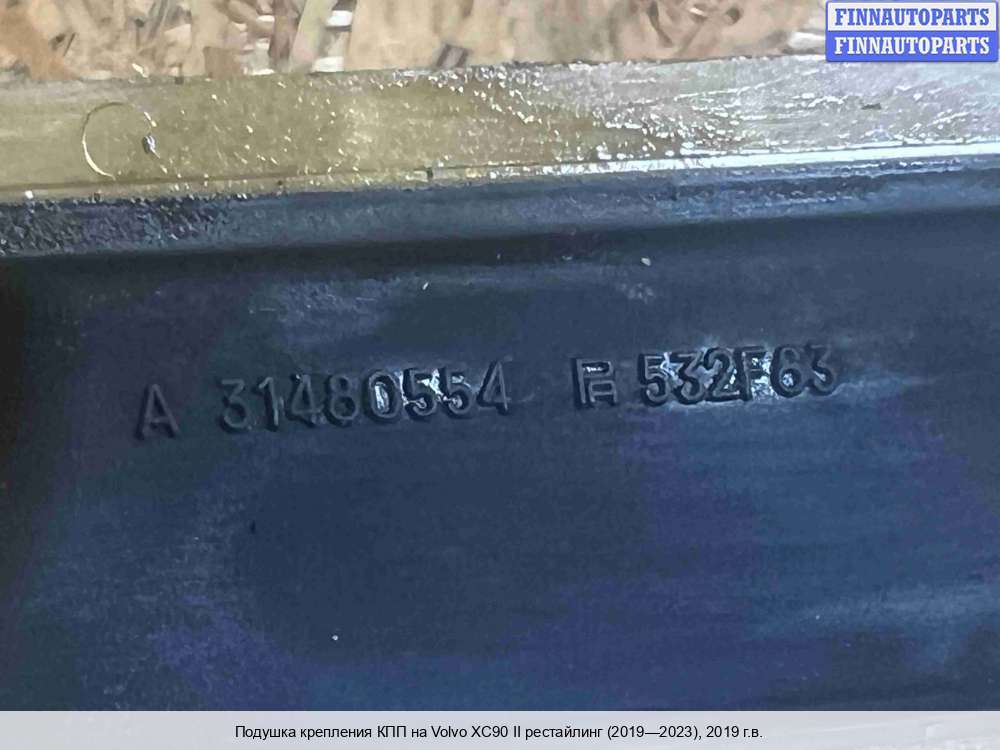 FINNAUTOPARTS
FINNAUTOPARTS
A 31480554 532F63
Подушка крепления КПП на Volvo XC90 II рестайлинг (2019—2023), 2019 г.в.